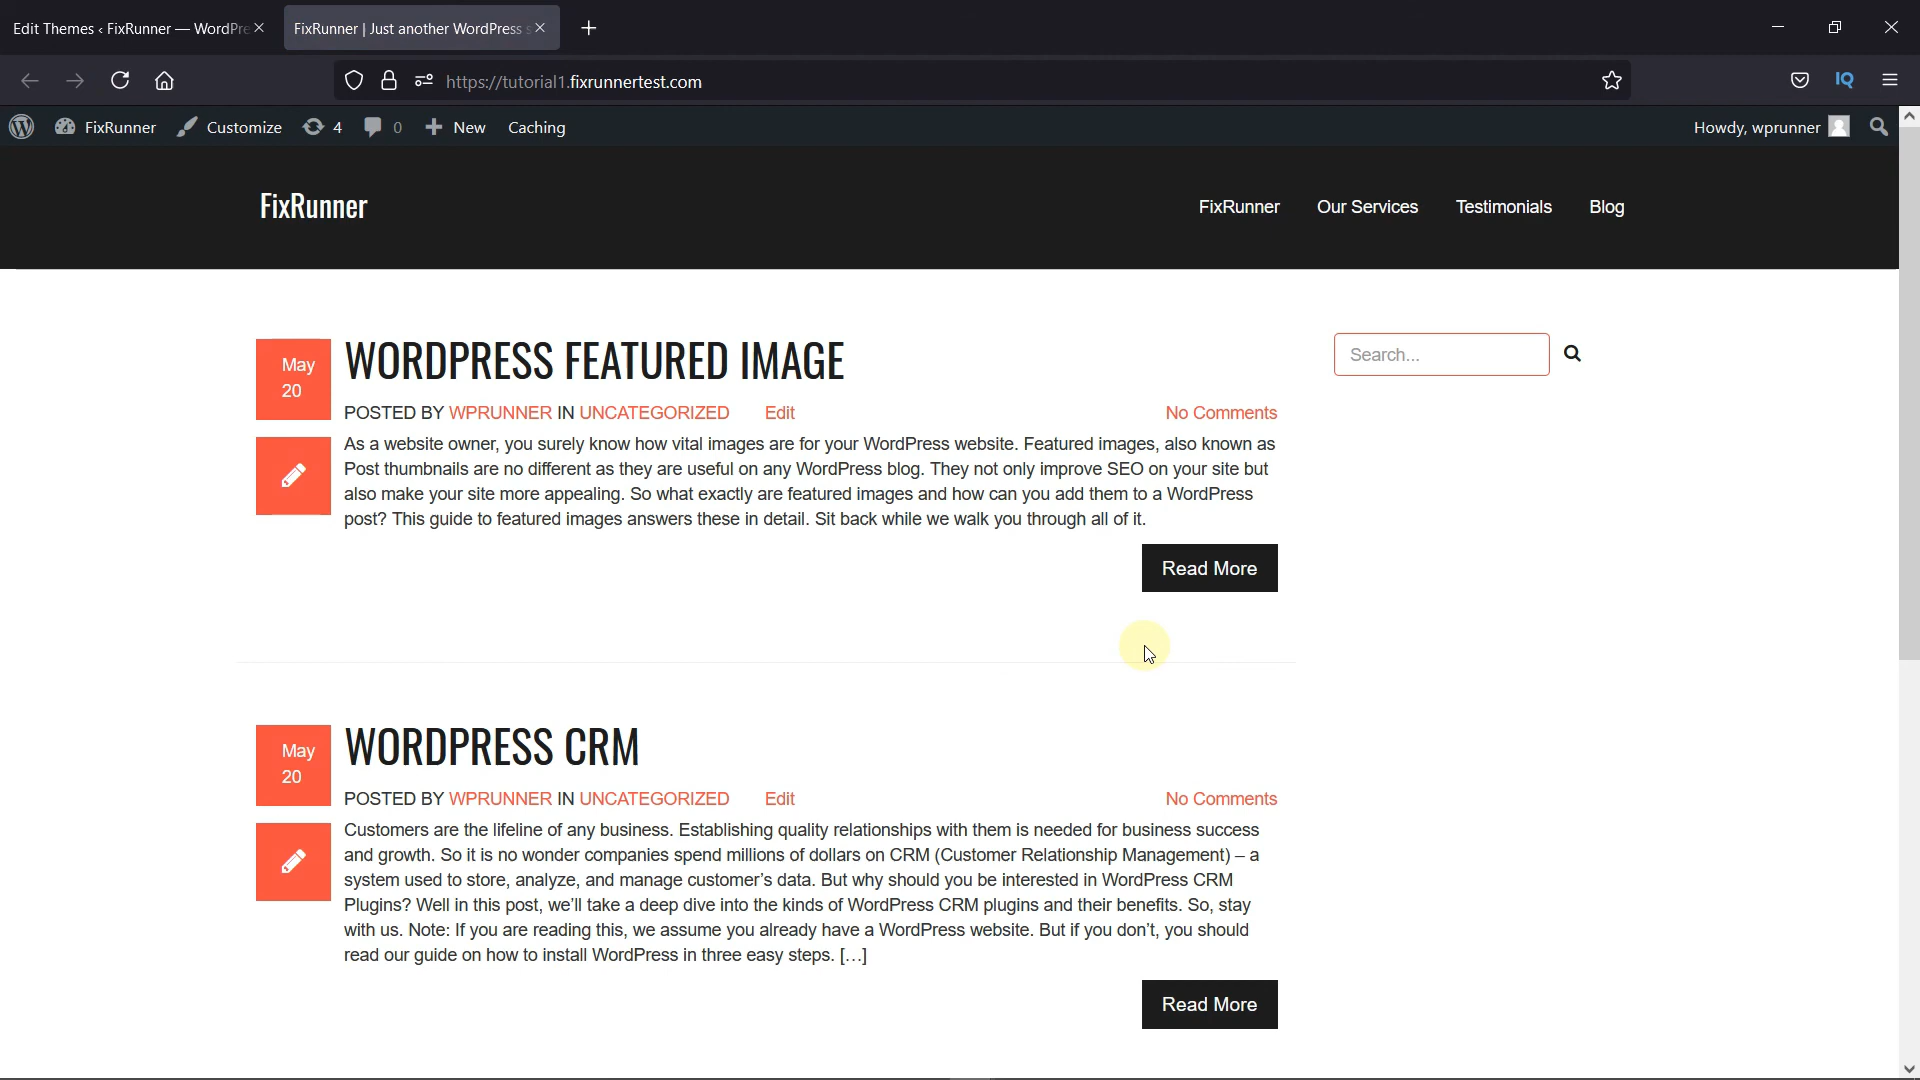 Edit Themes ‹ FixRunner — WordPre
FixRunner | Just another WordPress s
https://tutorial1.fixrunnertest.com
IQ
FixRunner
Customize
4
0
New
Caching
Howdy, wprunner
FixRunner
FixRunner
Our Services
Testimonials
Blog
May
20
WORDPRESS FEATURED IMAGE
POSTED BY WPRUNNER IN UNCATEGORIZED
Edit
No Comments
As a website owner, you surely know how vital images are for your WordPress website. Featured images, also known as
Post thumbnails are no different as they are useful on any WordPress blog. They not only improve SEO on your site but
also make your site more appealing. So what exactly are featured images and how can you add them to a WordPress
post? This guide to featured images answers these in detail. Sit back while we walk you through all of it.
Read More
Search...
May
20
WORDPRESS CRM
POSTED BY WPRUNNER IN UNCATEGORIZED
Edit
No Comments
Customers are the lifeline of any business. Establishing quality relationships with them is needed for business success
and growth. So it is no wonder companies spend millions of dollars on CRM (Customer Relationship Management) – a
system used to store, analyze, and manage customer’s data. But why should you be interested in WordPress CRM
Plugins? Well in this post, we’ll take a deep dive into the kinds of WordPress CRM plugins and their benefits. So, stay
with us. Note: If you are reading this, we assume you already have a WordPress website. But if you don’t, you should
read our guide on how to install WordPress in three easy steps. […]
Read More